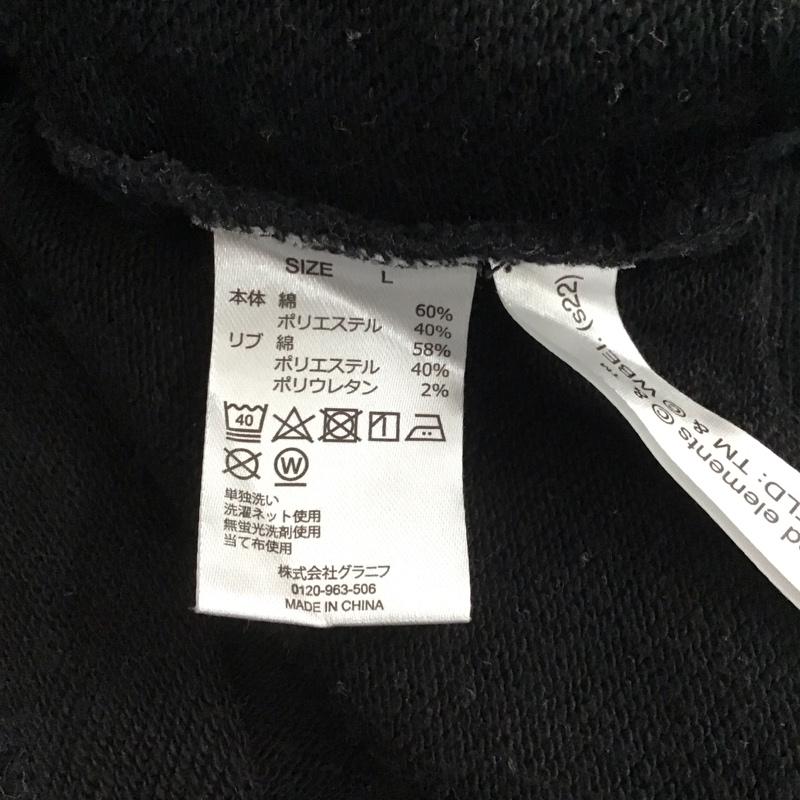 SIZE L
本体 綿 60%
ポリエステル 40%
リブ 綿 58%
ポリエステル 40%
ポリウレタン 2%
40
W
単独洗い
洗濯ネット使用
無蛍光洗剤使用
当て布使用
株式会社グラニフ
0120-963-506
MADE IN CHINA
elements ©
& ™
TM & © WBEI. (s22)